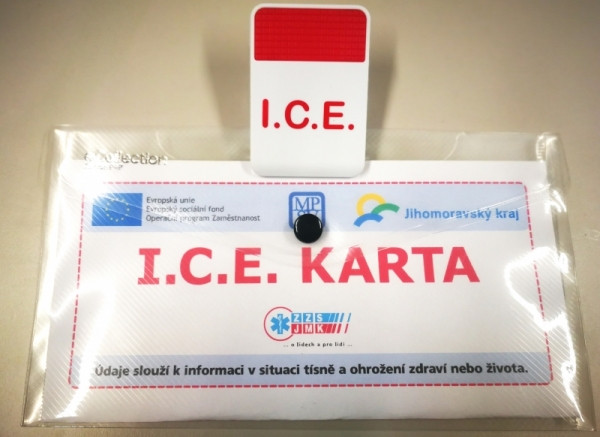 I.C.E.
Evropská unie
Evropský sociální fond
Operační program Zaměstnanost
MP
Jihomoravský kraj
I.C.E. KARTA
ZZS
JMK
... o lidech a pro lidi ...
Údaje slouží k informaci v situaci tísně a ohrožení zdraví nebo života.